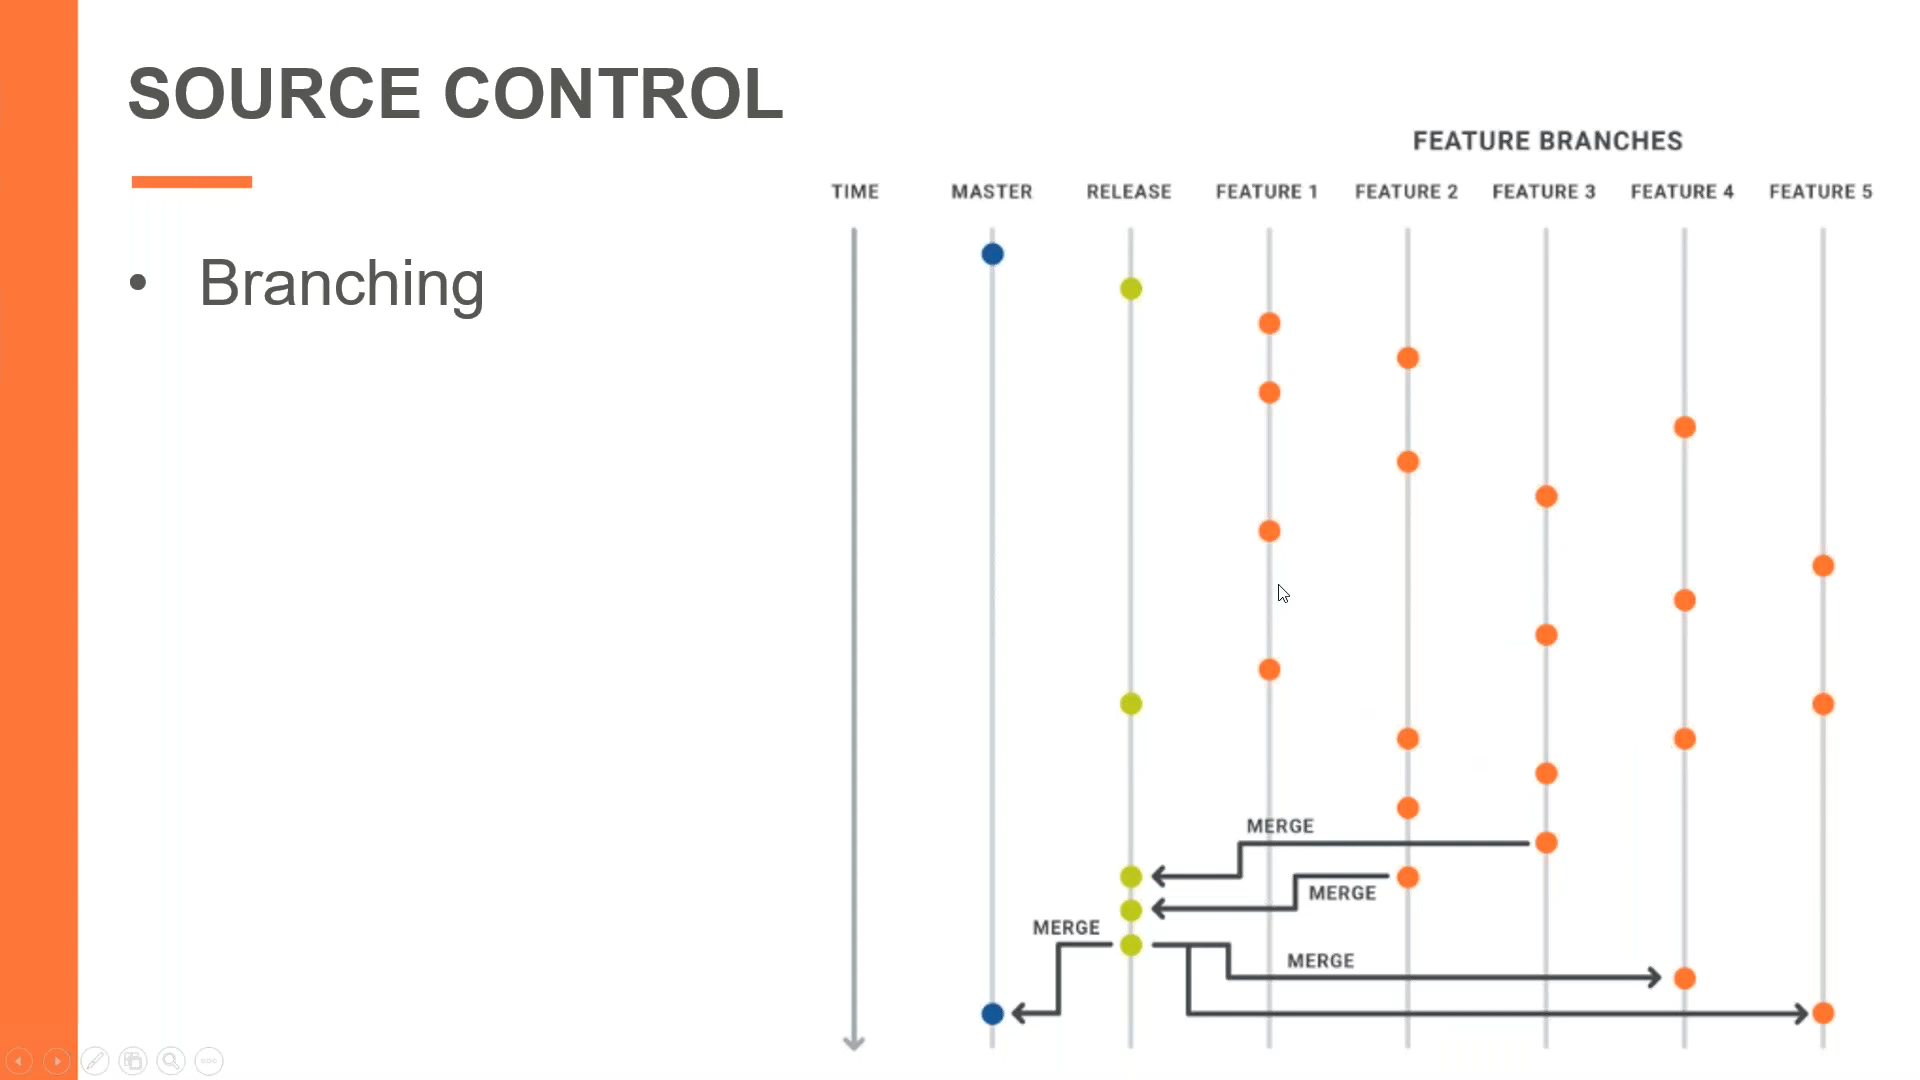 SOURCE CONTROL
• Branching
FEATURE BRANCHES
TIME MASTER RELEASE FEATURE 1 FEATURE 2 FEATURE 3 FEATURE 4 FEATURE 5
MERGE
MERGE
MERGE
MERGE